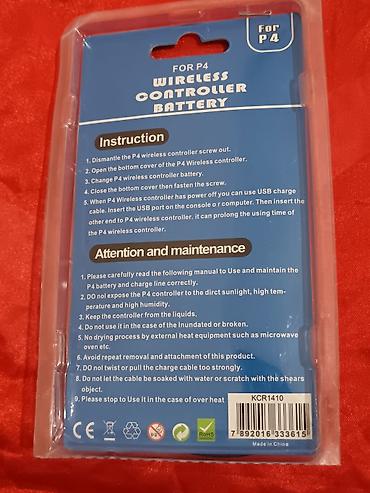 For
P4
FOR P4
WIRELESS
CONTROLLER
BATTERY
Instruction
1. Dismantle the P4 wireless controller screw out.
2. Open the bottom cover of the P4 Wireless controller.
3. Change P4 wireless controller battery.
4. Close the bottom cover then fasten the screw.
5. When P4 Wireless controller has power off you can use USB charge
cable. Insert the USB port on the console or computer. Then insert the
other end to P4 wireless controller. it can prolong the using time of
the P4 wireless controller.
Attention and maintenance
1. Please carefully read the following manual to Use and maintain the
P4 battery and charge line correctly.
2. DO not expose the P4 controller to the dirct sunlight, high tem-
perature and high humidity.
3. Keep the controller from the liquids.
4. Do not use it in case of the Inundated or broken.
5. No drying process by external heat equipment such as microwave
oven etc.
6. Avoid repeat removal and attachment of this product.
7. DO not twist or pull the charge cable too strongly.
8. Do not let the cable be soaked with water or scratch with the shears
object.
9. Please stop to Use it in the case of over heat
KCR1410
CE
RoHS
7 892016 333615
Made in China